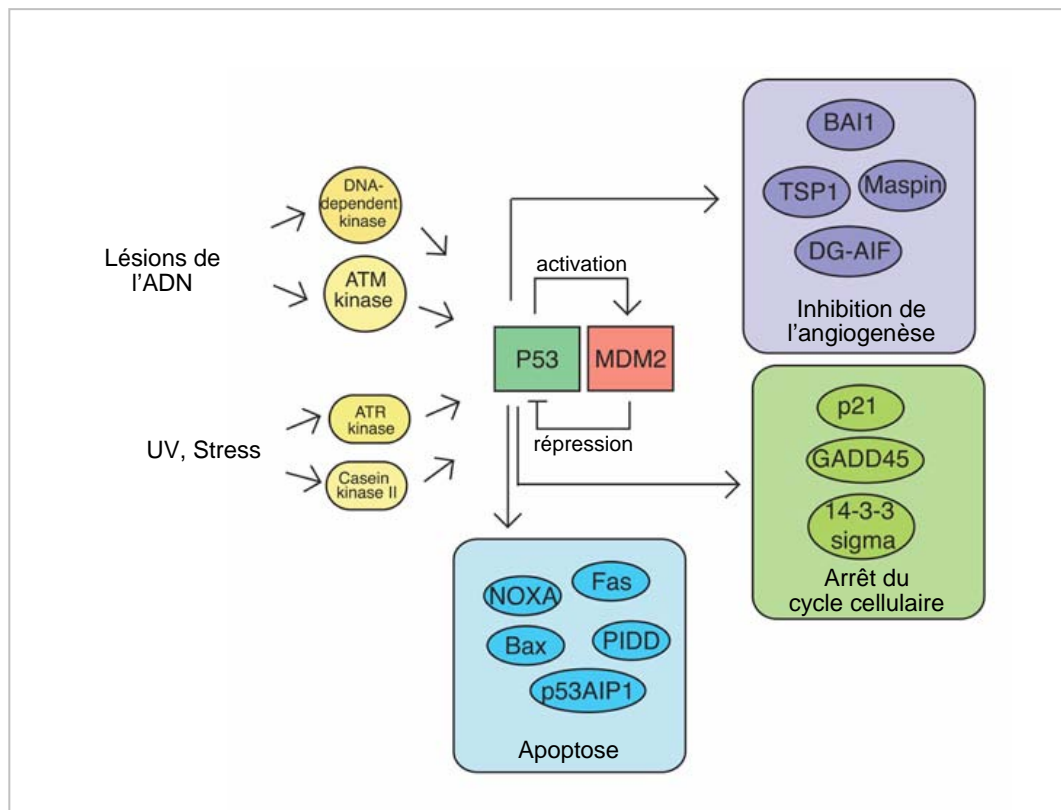 Lésions de
l’ADN
UV, Stress
DNA-
dependent
kinase
ATM
kinase
ATR
kinase
Casein
kinase II
activation
P53
MDM2
répression
BAI1
TSP1
Maspin
DG-AIF
Inhibition de
l’angiogenèse
p21
GADD45
14-3-3
sigma
Arrêt du
cycle cellulaire
NOXA
Fas
Bax
PIDD
p53AIP1
Apoptose